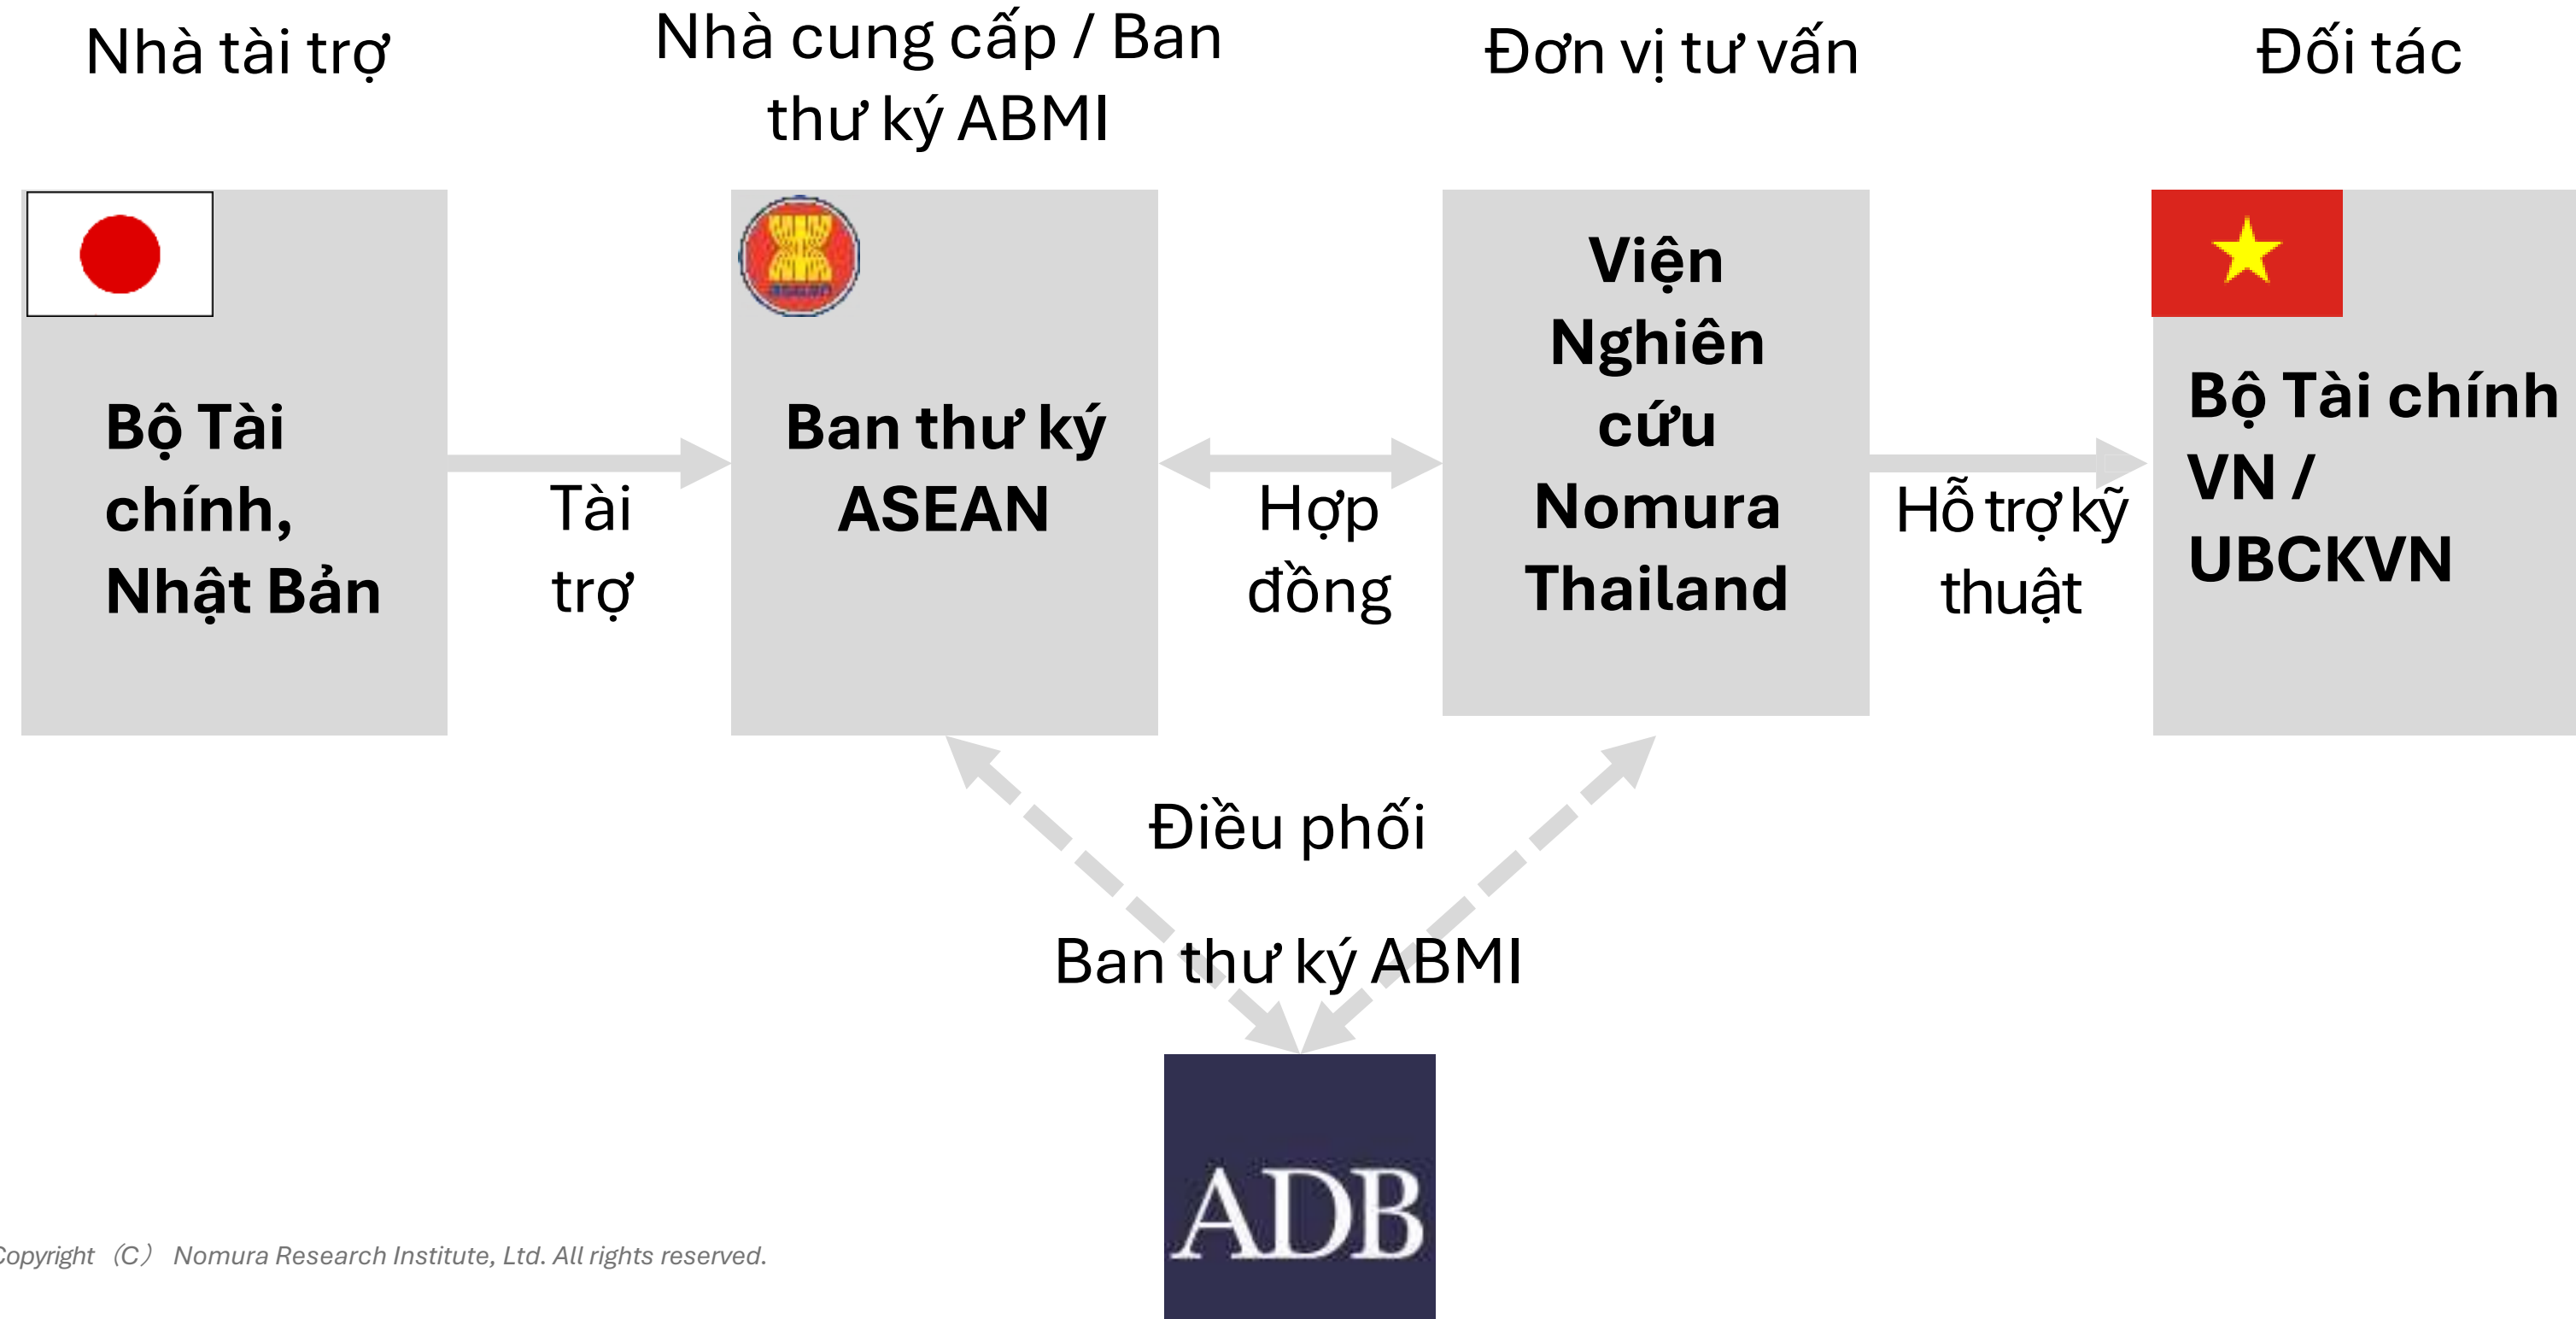 Nhà tài trợ
Nhà cung cấp / Ban
thư ký ABMI
Đơn vị tư vấn
Đối tác
Bộ Tài
chính,
Nhật Bản
Tài
trợ
asean
Ban thư ký
ASEAN
Hợp
đồng
Viện
Nghiên
cứu
Nomura
Thailand
Hỗ trợ kỹ
thuật
Bộ Tài chính
VN /
UBCKVN
Điều phối
Ban thư ký ABMI
ADB
Copyright（C） Nomura Research Institute, Ltd. All rights reserved.